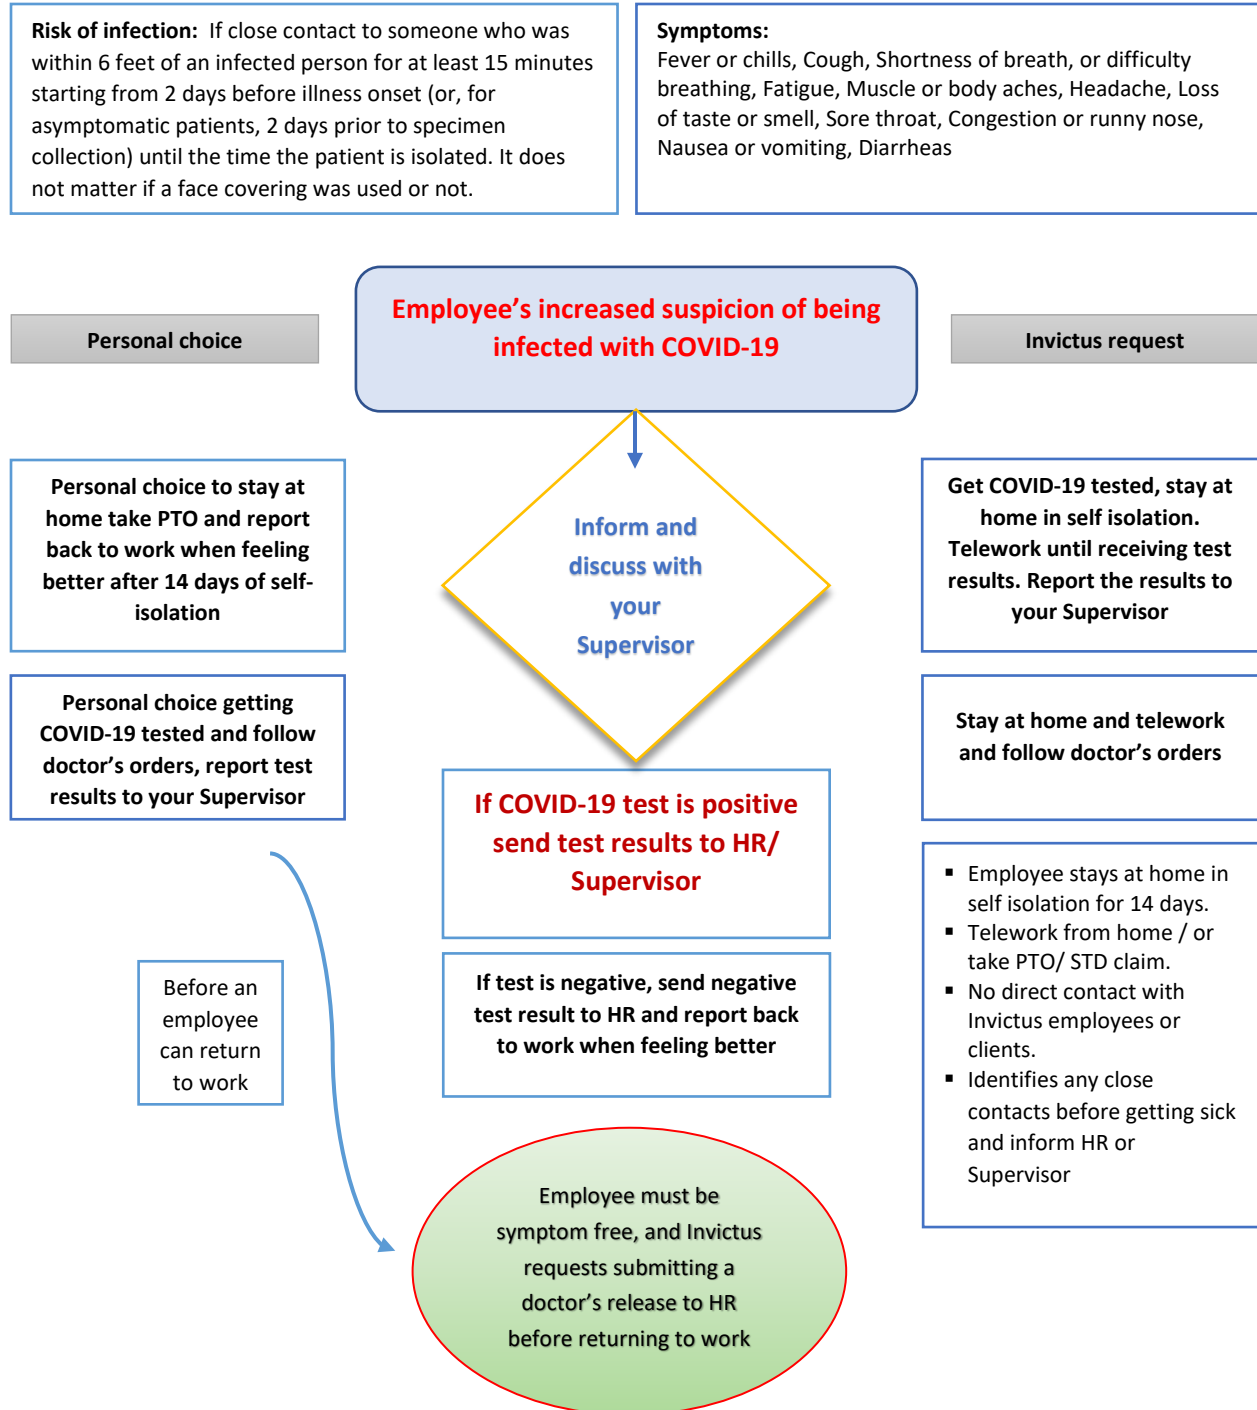 Risk of infection: If close contact to someone who was
within 6 feet of an infected person for at least 15 minutes
starting from 2 days before illness onset (or, for
asymptomatic patients, 2 days prior to specimen
collection) until the time the patient is isolated. It does
not matter if a face covering was used or not.
Symptoms:
Fever or chills, Cough, Shortness of breath, or difficulty
breathing, Fatigue, Muscle or body aches, Headache, Loss
of taste or smell, Sore throat, Congestion or runny nose,
Nausea or vomiting, Diarrheas
Employee’s increased suspicion of being
infected with COVID-19
Personal choice
Invictus request
Personal choice to stay at
home take PTO and report
back to work when feeling
better after 14 days of self-
isolation
Inform and
discuss with
your
Supervisor
Get COVID-19 tested, stay at
home in self isolation.
Telework until receiving test
results. Report the results to
your Supervisor
Personal choice getting
COVID-19 tested and follow
doctor’s orders, report test
results to your Supervisor
Stay at home and telework
and follow doctor’s orders
If COVID-19 test is positive
send test results to HR/
Supervisor
▪ Employee stays at home in
self isolation for 14 days.
▪ Telework from home / or
take PTO/ STD claim.
▪ No direct contact with
Invictus employees or
clients.
▪ Identifies any close
contacts before getting sick
and inform HR or
Supervisor
If test is negative, send negative
test result to HR and report back
to work when feeling better
Before an
employee
can return
to work
Employee must be
symptom free, and Invictus
requests submitting a
doctor’s release to HR
before returning to work